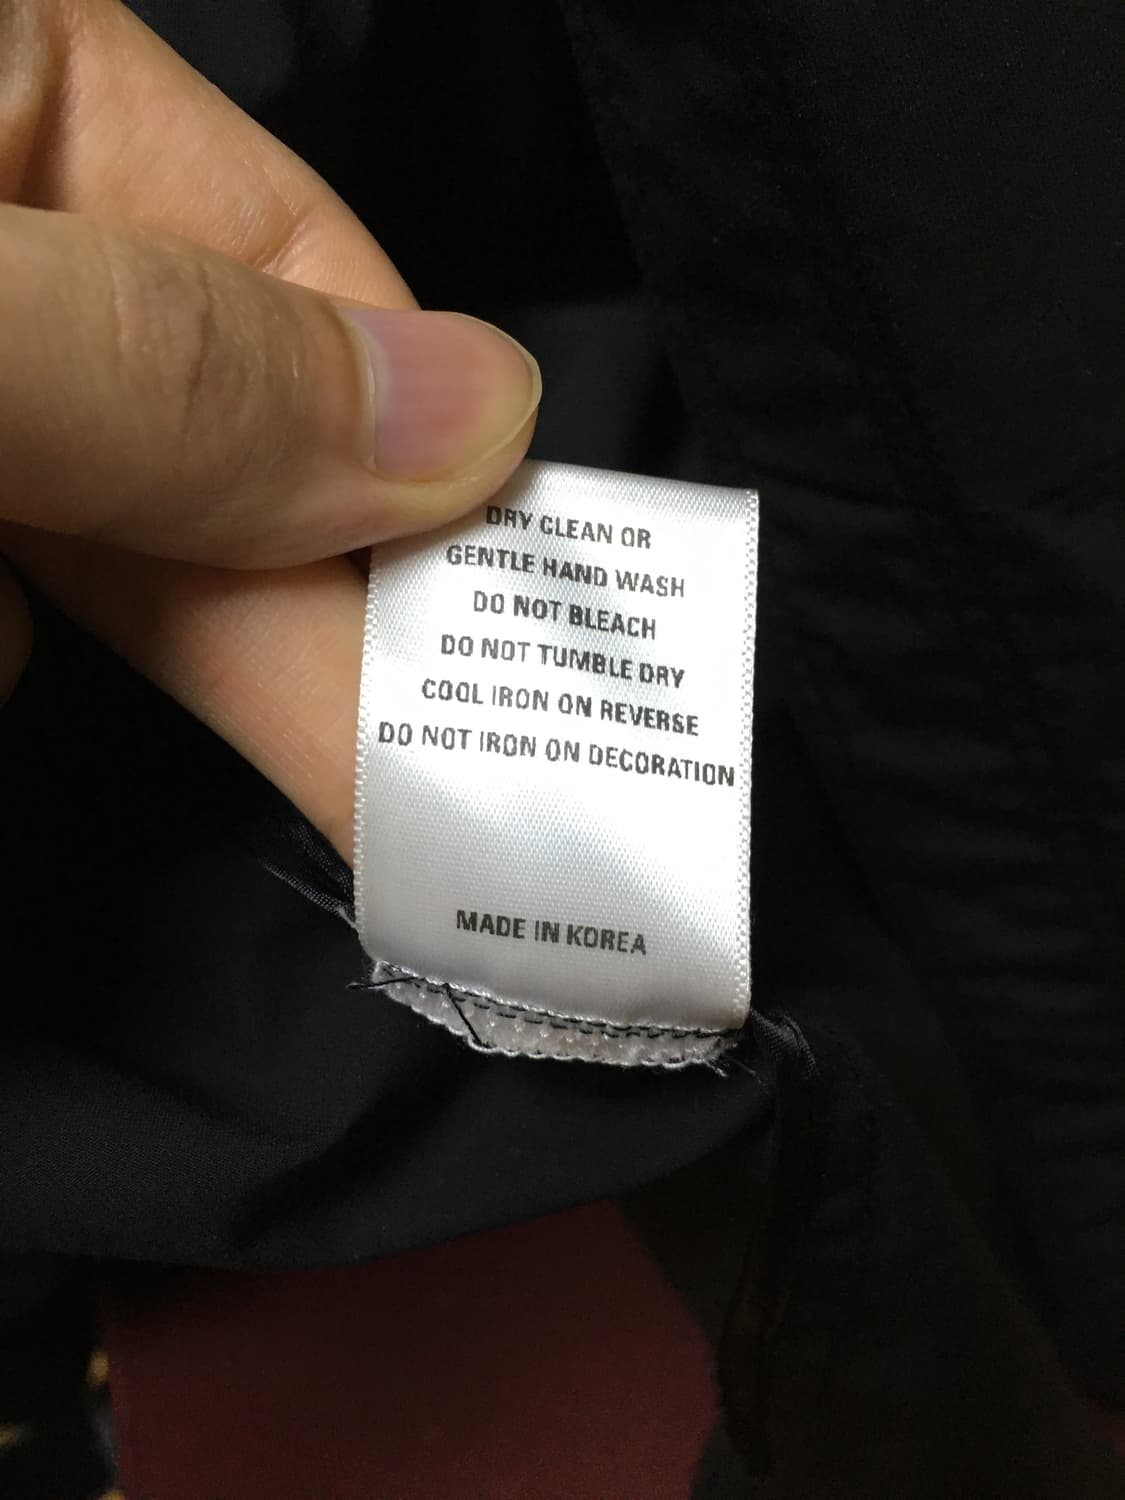 DRY CLEAN OR
GENTLE HAND WASH
DO NOT BLEACH
DO NOT TUMBLE DRY
COOL IRON ON REVERSE
DO NOT IRON ON DECORATION
MADE IN KOREA